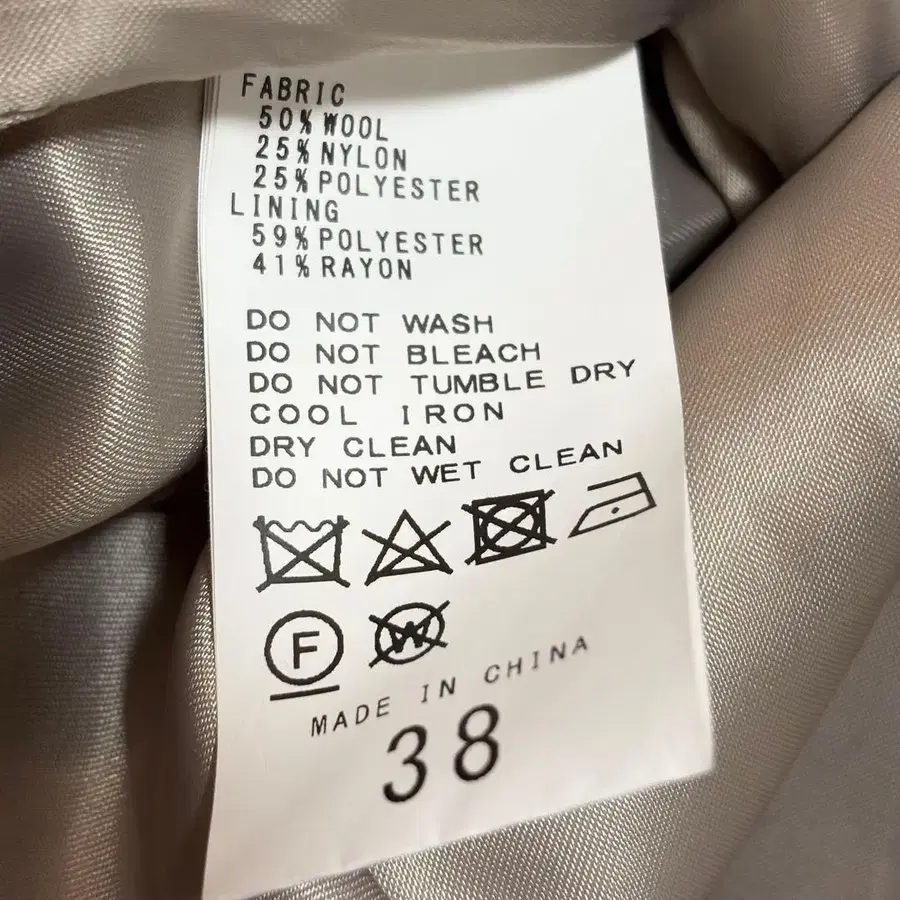 FABRIC
50% WOOL
25% NYLON
25% POLYESTER
LINING
59% POLYESTER
41% RAYON
DO NOT WASH
DO NOT BLEACH
DO NOT TUMBLE DRY
COOL IRON
DRY CLEAN
DO NOT WET CLEAN
F W
MADE IN CHINA
38